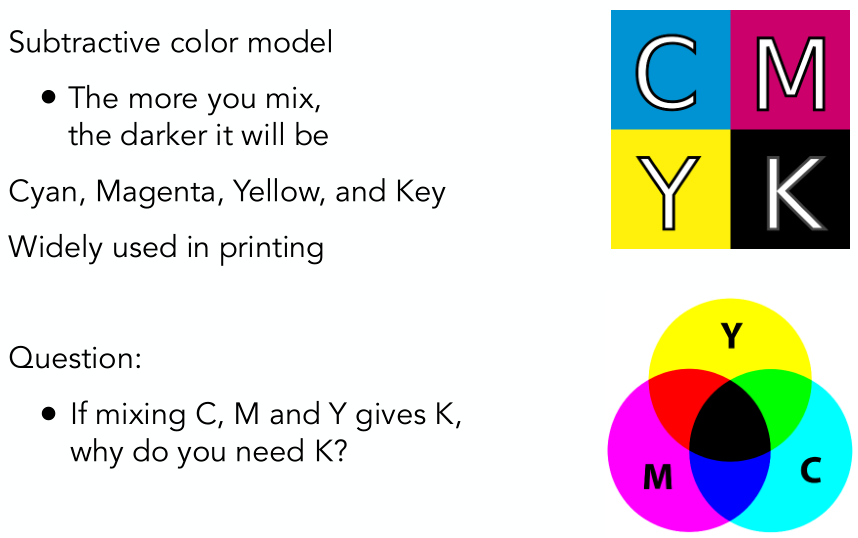 Subtractive color model
• The more you mix,
the darker it will be
Cyan, Magenta, Yellow, and Key
Widely used in printing
Question:
• If mixing C, M and Y gives K,
why do you need K?
C M
Y K
Y
M C